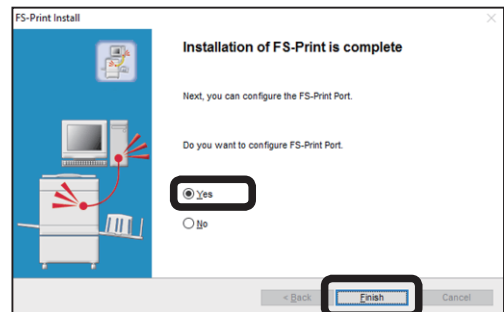 FS-Print Install
Installation of FS-Print is complete
Next, you can configure the FS-Print Port.
Do you want to configure FS-Print Port.
Yes
No
< Back
Finish
Cancel